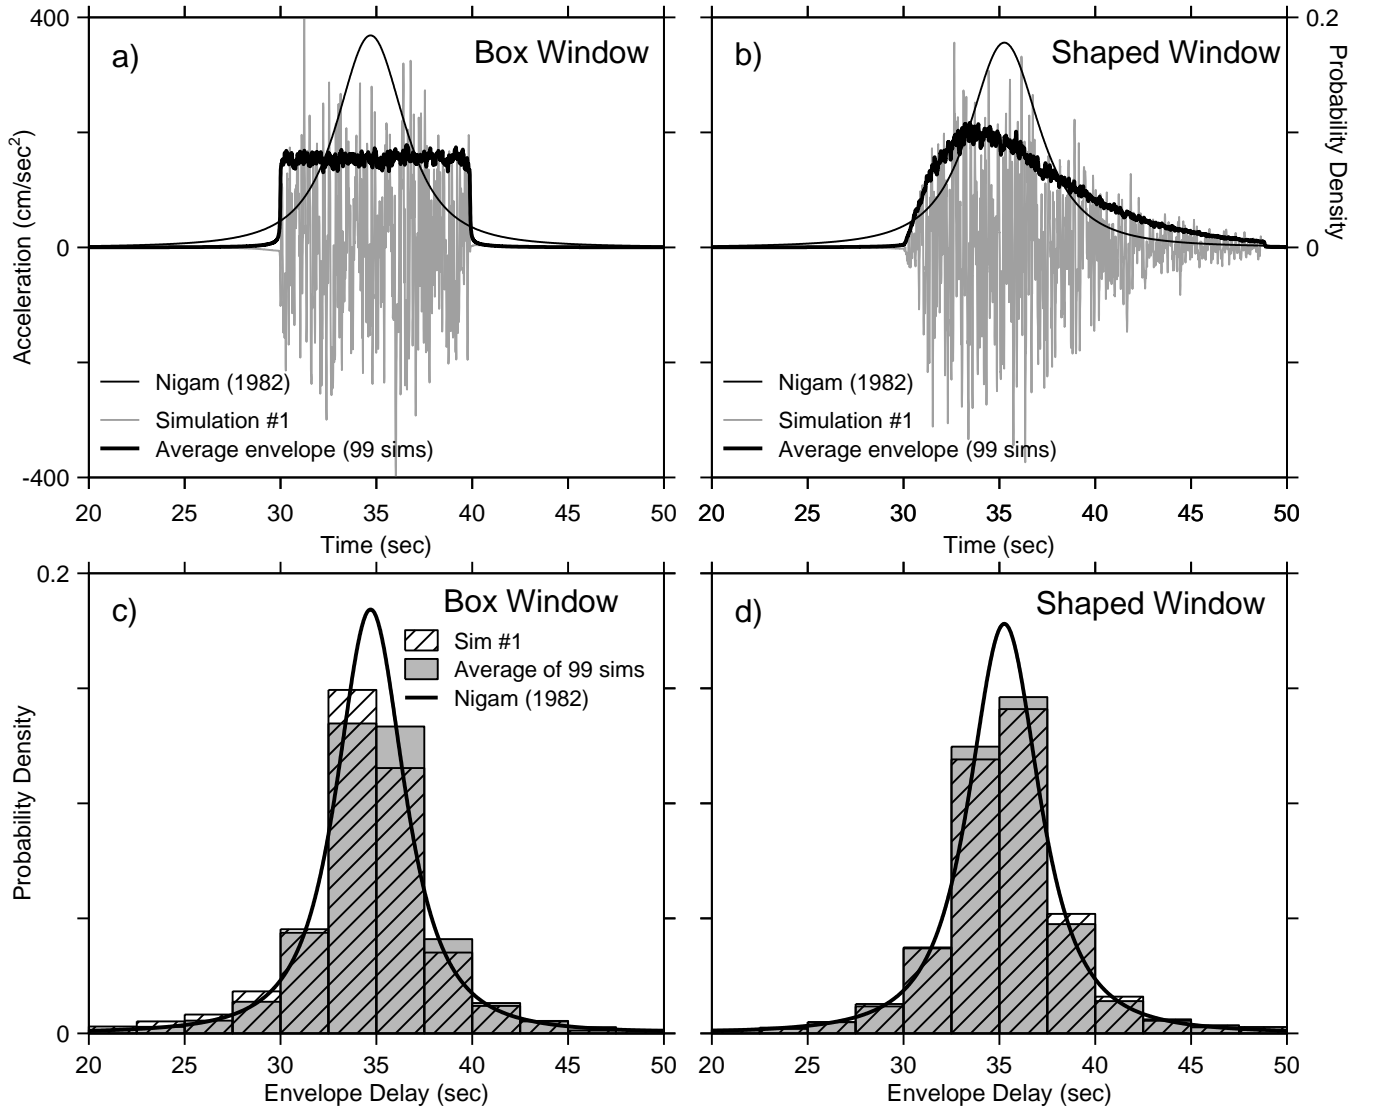 400
0
-400
Acceleration (cm/sec²)
a)
Box Window
Nigam (1982)
Simulation #1
Average envelope (99 sims)
20 25 30 35 40 45 50
Time (sec)
b)
Shaped Window
0.2
0
Probability Density
Nigam (1982)
Simulation #1
Average envelope (99 sims)
20 25 30 35 40 45 50
Time (sec)
0.2
0
Probability Density
c)
Box Window
Sim #1
Average of 99 sims
Nigam (1982)
20 25 30 35 40 45 50
Envelope Delay (sec)
d)
Shaped Window
20 25 30 35 40 45 50
Envelope Delay (sec)